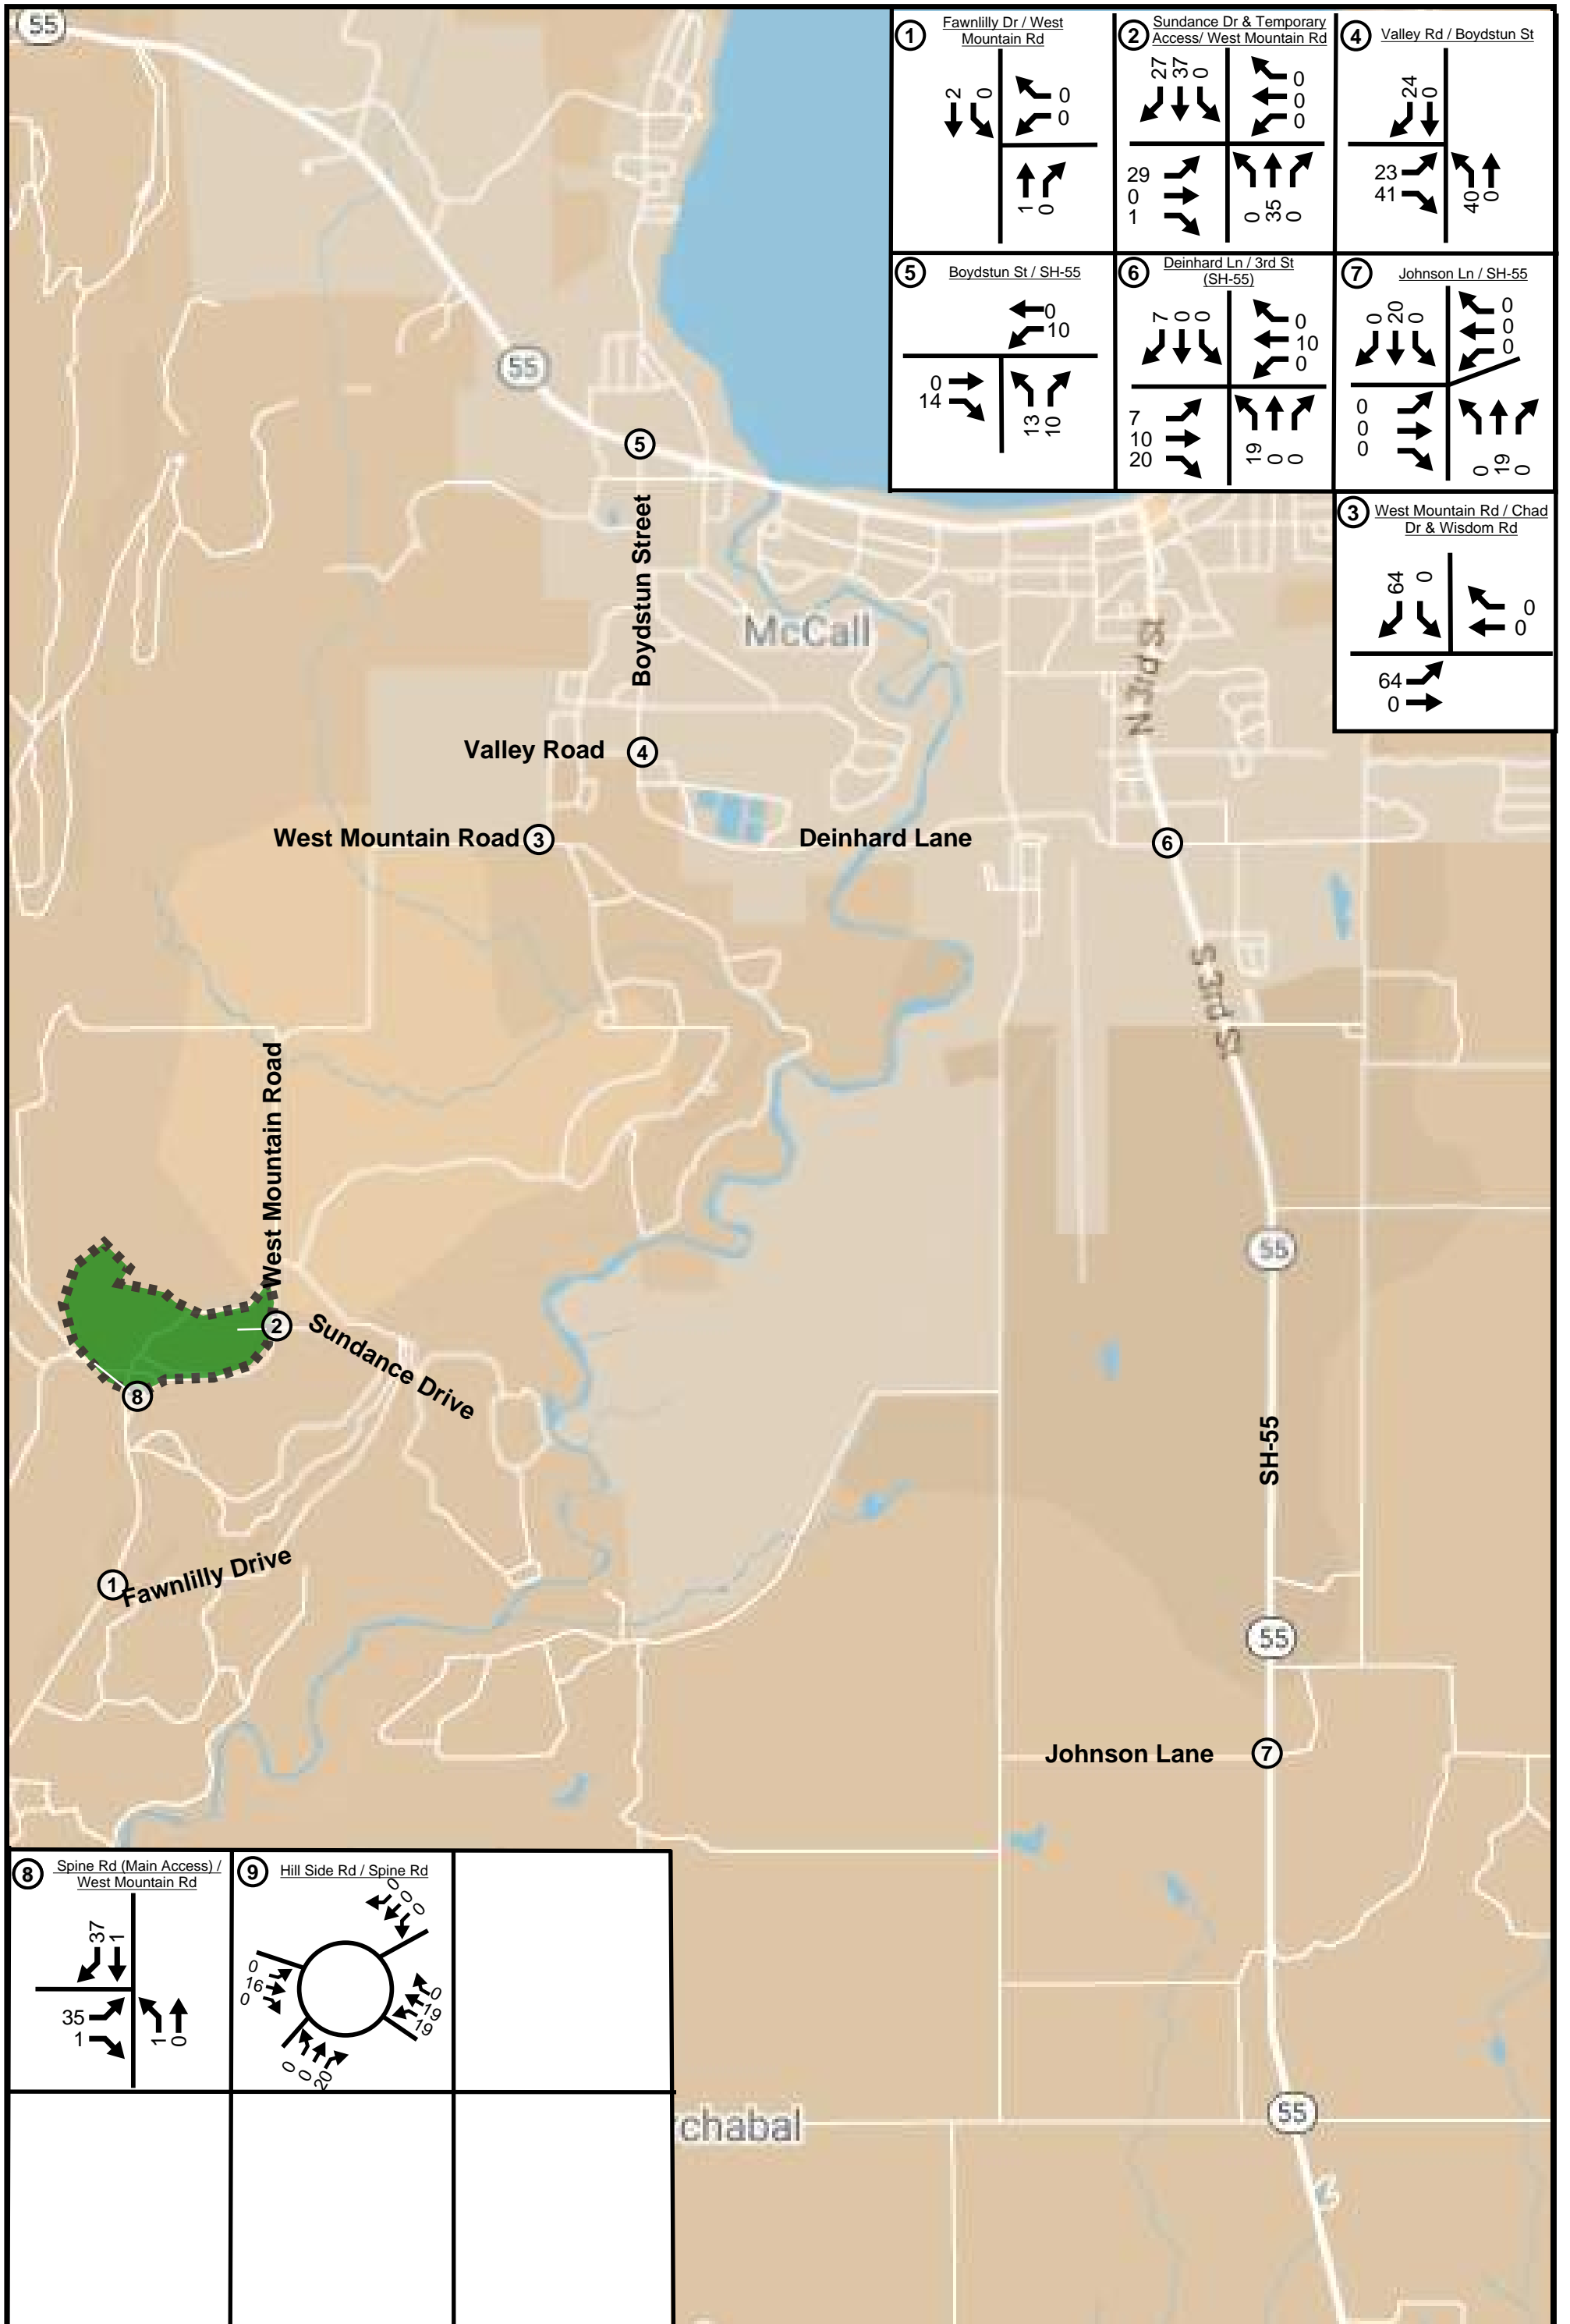 55
1
Fawnlilly Dr / West
Mountain Rd
2 0
0
0
1 0
2
Sundance Dr & Temporary
Access/ West Mountain Rd
27 37 0
0
0
0
29
0
1
0 35 0
4
Valley Rd / Boydstun St
24 0
23
41
40 0
5
Boydstun St / SH-55
0
10
0
14
13 10
6
Deinhard Ln / 3rd St
(SH-55)
7 0 0
0
10
0
7
10
20
19 0 0
7
Johnson Ln / SH-55
0 20 0
0
0
0
0
0
0
0 19 0
3
West Mountain Rd / Chad
Dr & Wisdom Rd
64 0
0
0
64
0
55
5
Boydstun Street
McCall
N 3rd St
Valley Road
4
West Mountain Road
3
Deinhard Lane
6
S 3rd St
West Mountain Road
55
2
Sundance Drive
8
SH-55
1
Fawnlilly Drive
55
Johnson Lane
7
8
Spine Rd (Main Access) /
West Mountain Rd
37 1
35
1
1 0
9
Hill Side Rd / Spine Rd
0 0 0
0
16
0
0
19
19
0 0 20
chabal
55